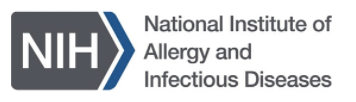 NIH
National Institute of
Allergy and
Infectious Diseases